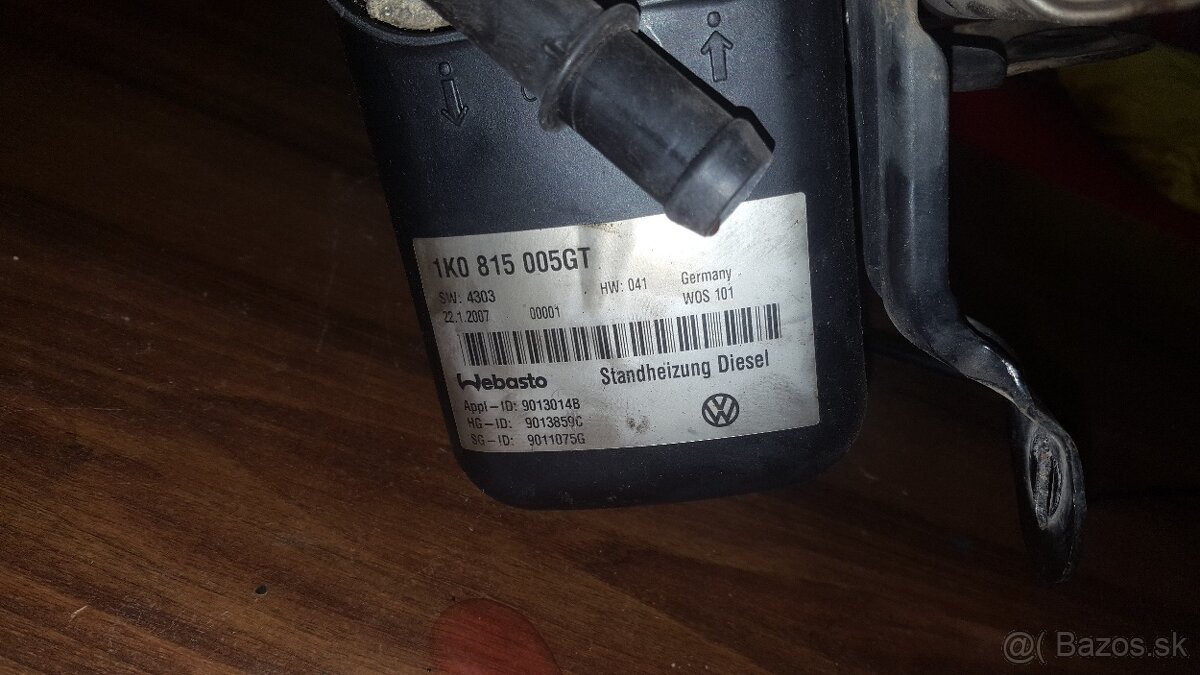 1K0 815 005GT
SW: 4303 HW: 041 Germany
22.1.2007 00001 WOS 101
Webasto Standheizung Diesel
Appl-ID: 9013014B
HG-ID: 9013859C
SG-ID: 9011075G
VW
@( Bazos.sk